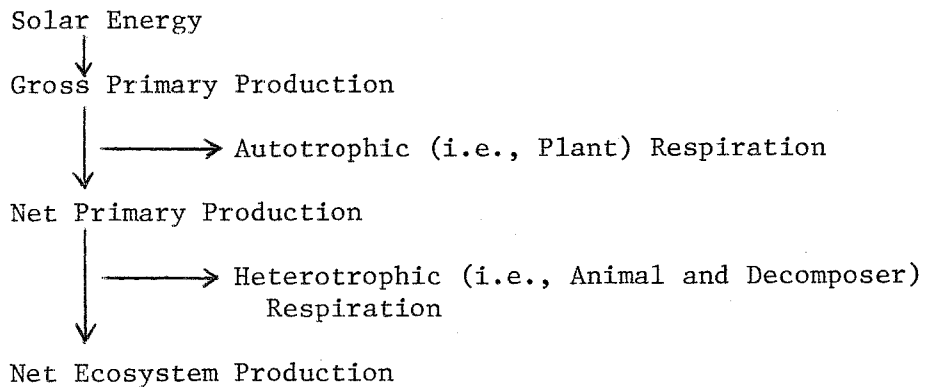 Solar Energy
Gross Primary Production
Autotrophic (i.e., Plant) Respiration
Net Primary Production
Heterotrophic (i.e., Animal and Decomposer)
Respiration
Net Ecosystem Production